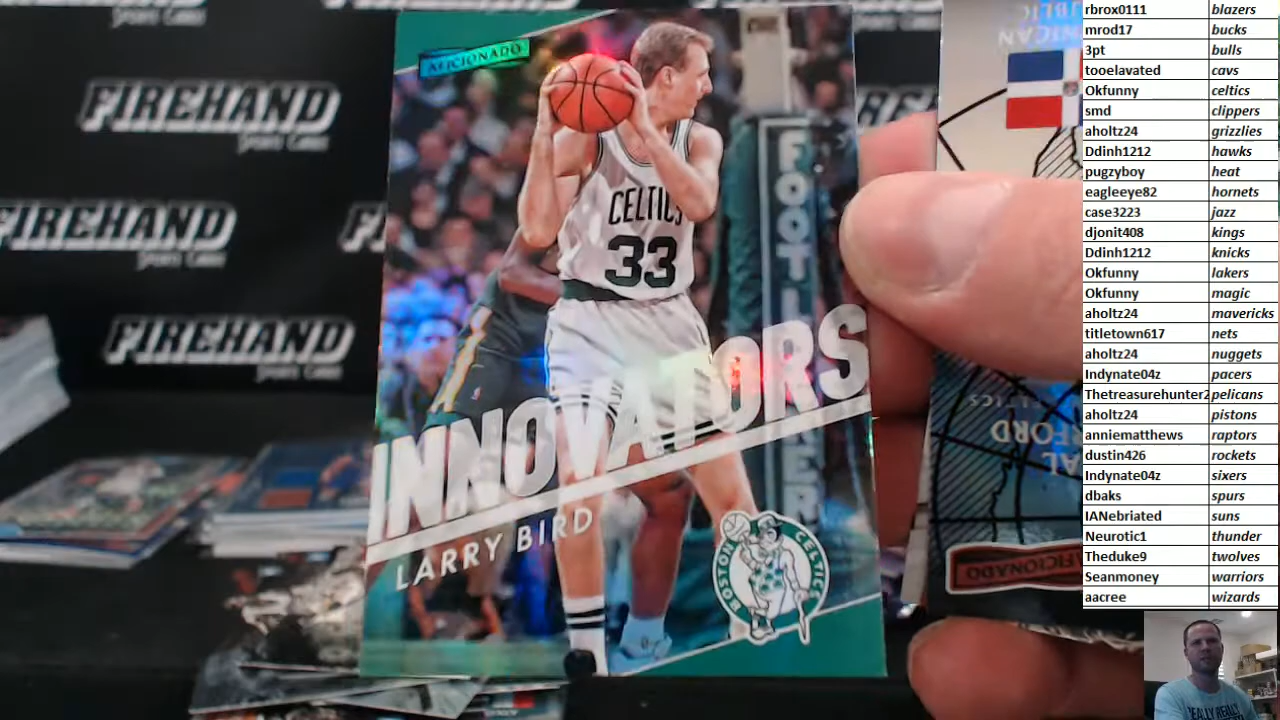 AFICIONADO
CELTICS
33
FOOTLOCKER
INNOVATORS
LARRY BIRD
BOSTON CELTICS
FIREHAND
SPORTS CARDS
FIREHAND
SPORTS CARDS
FIREHAND
SPORTS CARDS
AFICIONADO
rbrox0111 blazers
mrod17 bucks
3pt bulls
tooelavated cavs
Okfunny celtics
smd clippers
aholtz24 grizzlies
Ddinh1212 hawks
pugzyboy heat
eagleeye82 hornets
case3223 jazz
djonit408 kings
Ddinh1212 knicks
Okfunny lakers
Okfunny magic
aholtz24 mavericks
titletown617 nets
aholtz24 nuggets
Indynate04z pacers
Thetreasurehunter2 pelicans
aholtz24 pistons
anniematthews raptors
dustin426 rockets
Indynate04z sixers
dbaks spurs
IANebriated suns
Neurotic1 thunder
Theduke9 twolves
Seanmoney warriors
aacree wizards